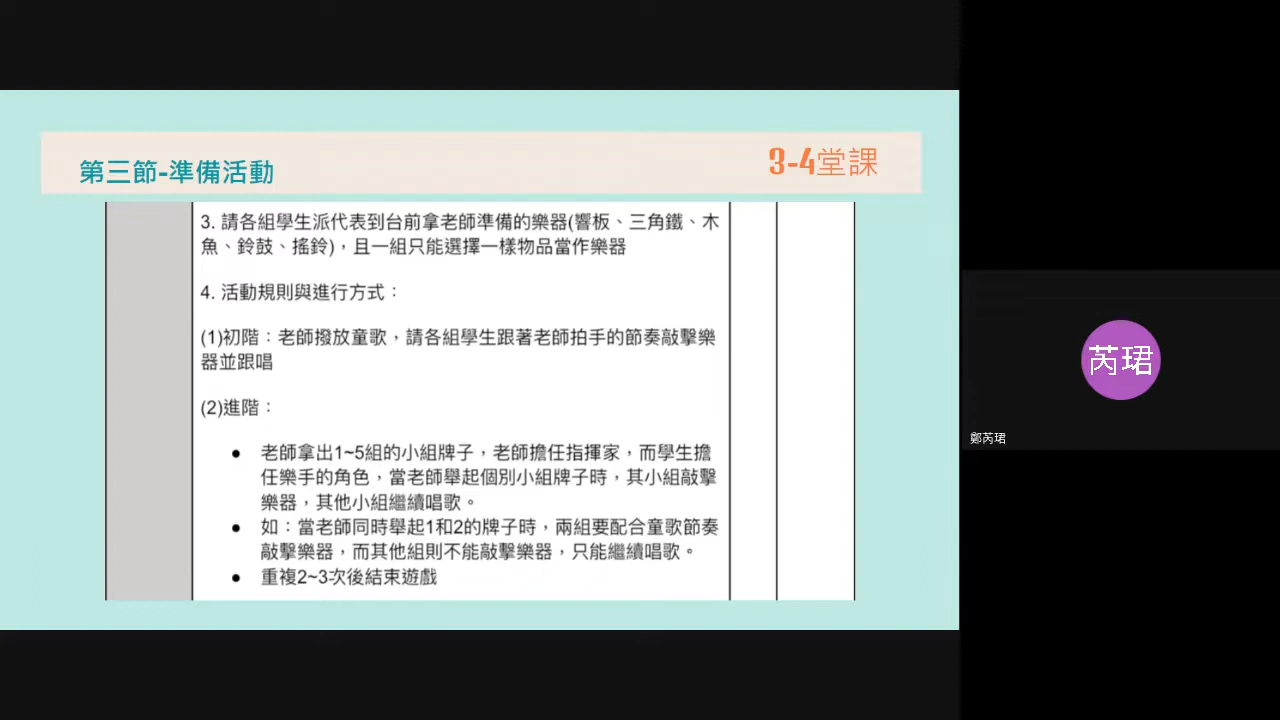 第三節-準備活動
3-4堂課
3. 請各組學生派代表到台前拿老師準備的樂器(響板、三角鐵、木
魚、鈴鼓、搖鈴)，且一組只能選擇一樣物品當作樂器
4. 活動規則與進行方式：
(1)初階：老師撥放童歌，請各組學生跟著老師拍手的節奏敲擊樂
器並跟唱
(2)進階：
● 老師拿出1~5組的小組牌子，老師擔任指揮家，而學生擔
任樂手的角色，當老師舉起個別小組牌子時，其小組敲擊
樂器，其他小組繼續唱歌。
● 如：當老師同時舉起1和2的牌子時，兩組要配合童歌節奏
敲擊樂器，而其他組則不能敲擊樂器，只能繼續唱歌。
● 重複2~3次後結束遊戲
芮珺
鄭芮珺